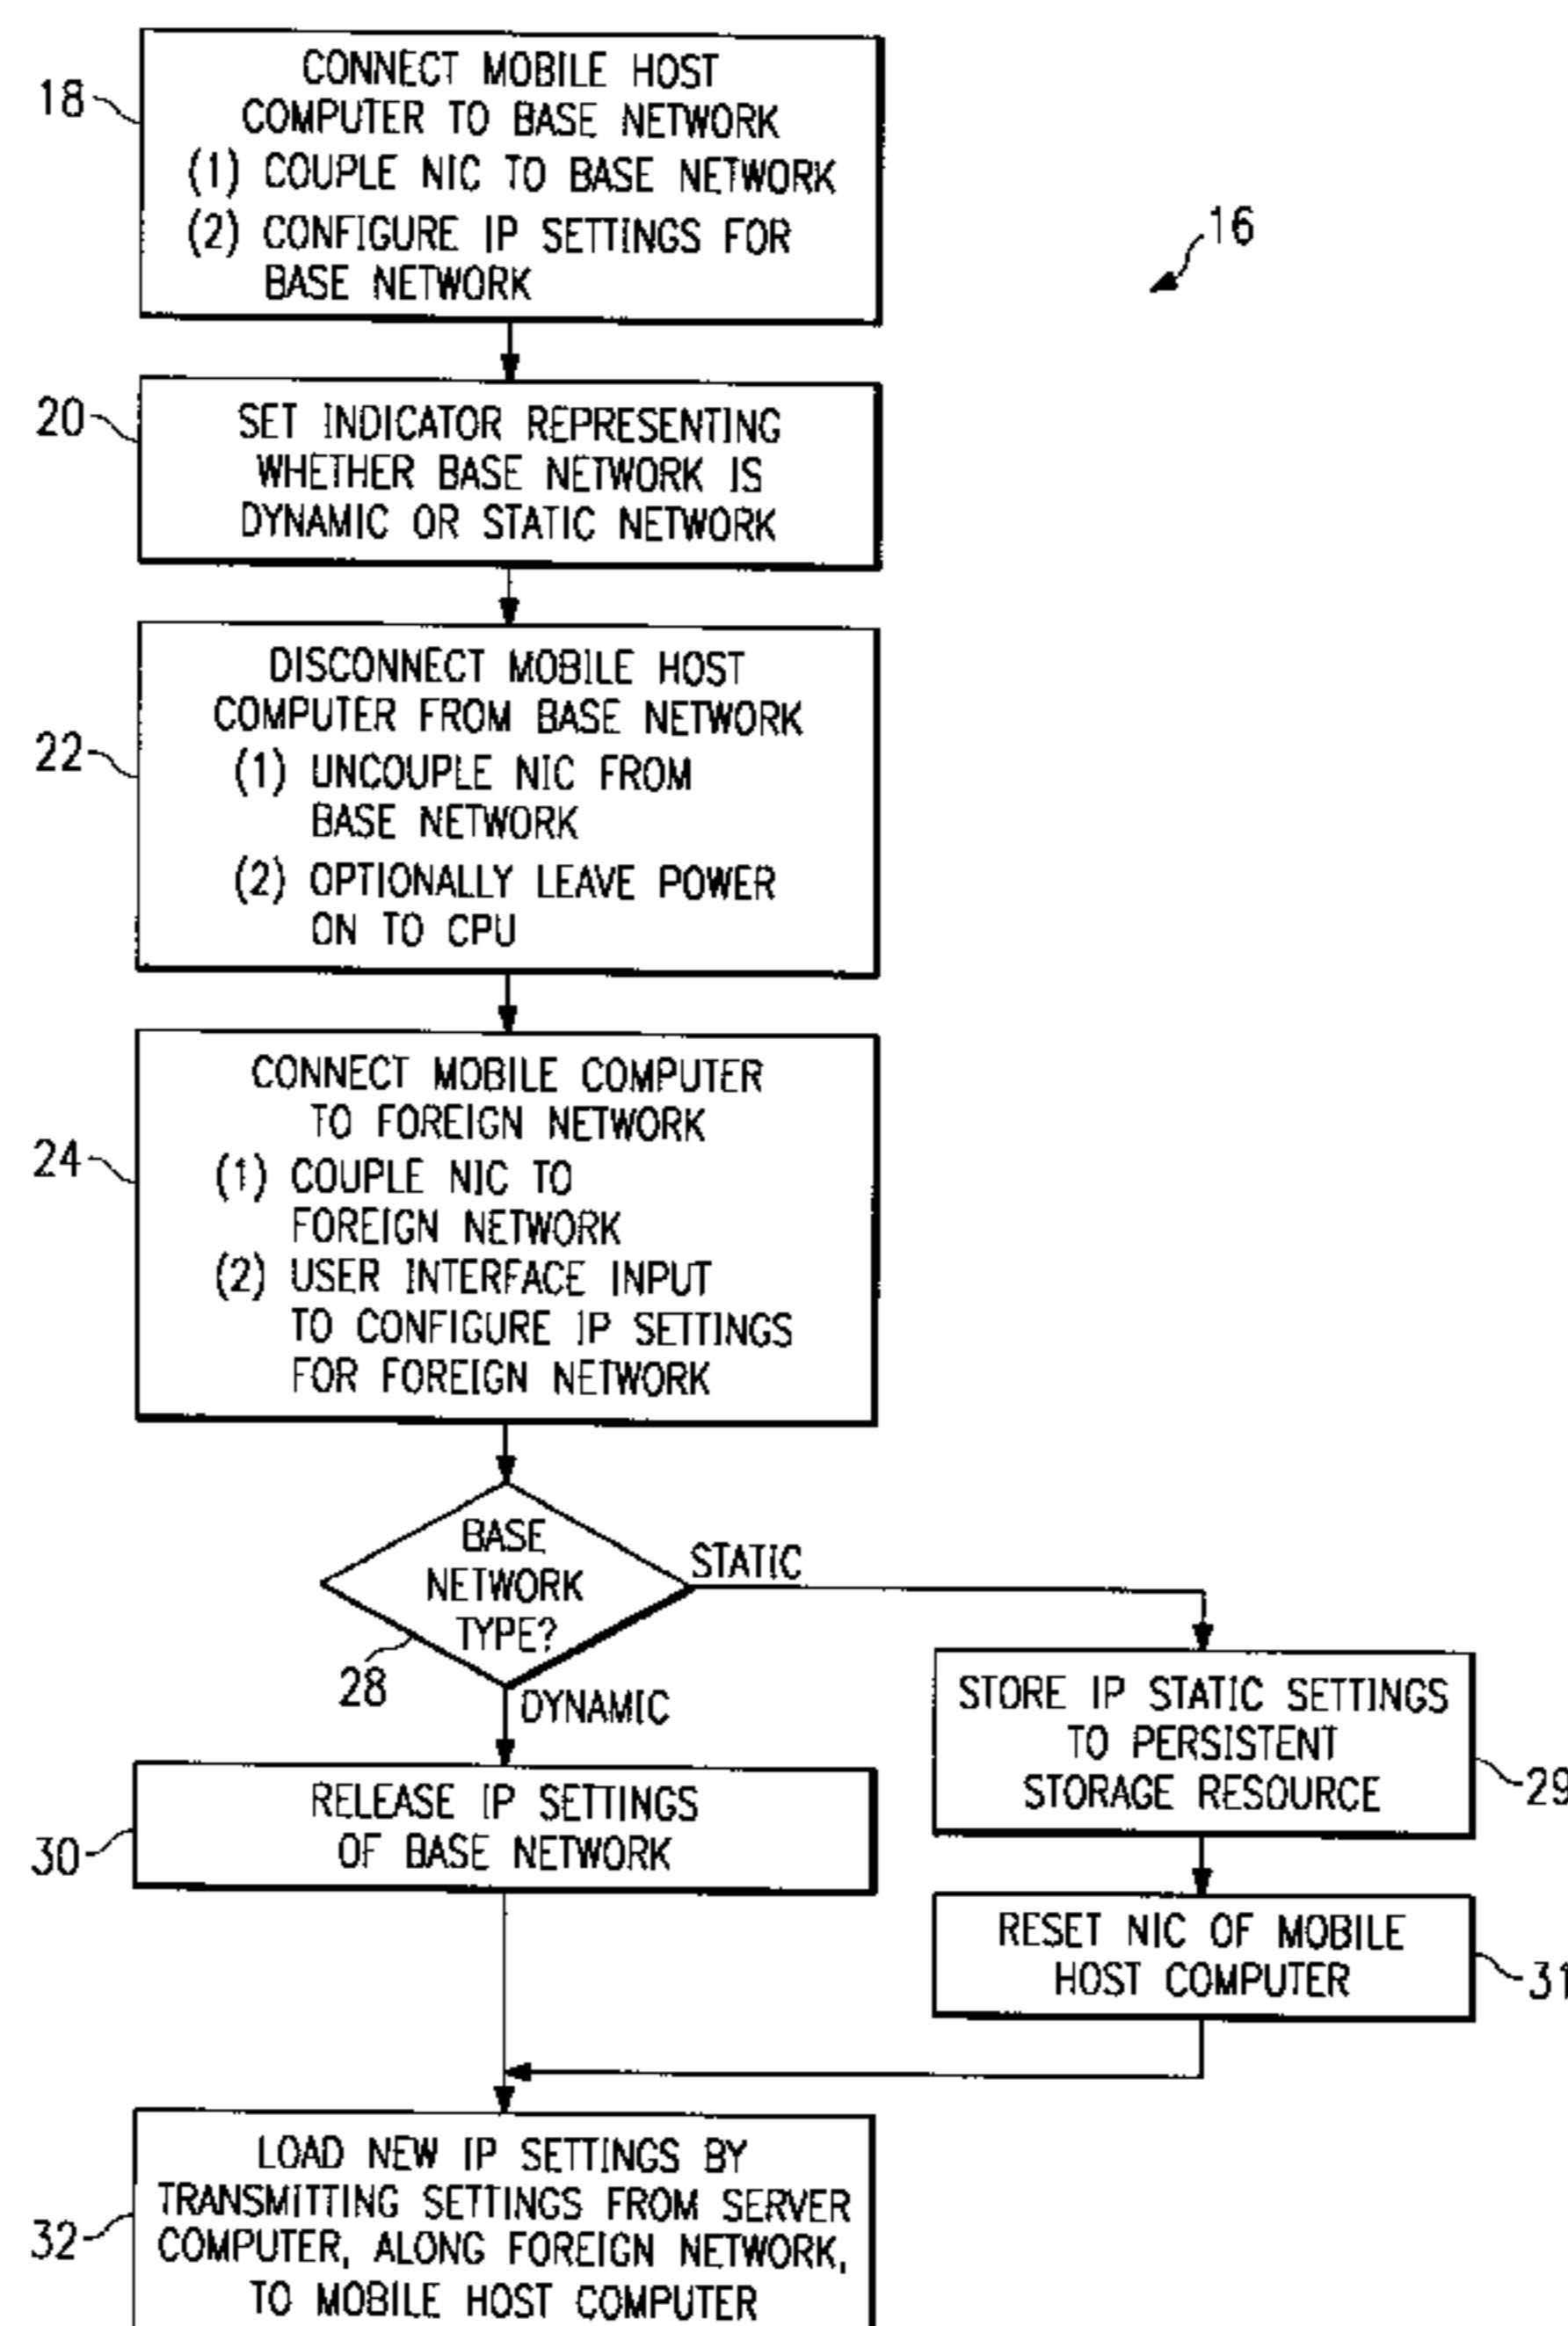 18
CONNECT MOBILE HOST
COMPUTER TO BASE NETWORK
(1) COUPLE NIC TO BASE NETWORK
(2) CONFIGURE IP SETTINGS FOR
BASE NETWORK
16
20
SET INDICATOR REPRESENTING
WHETHER BASE NETWORK IS
DYNAMIC OR STATIC NETWORK
22
DISCONNECT MOBILE HOST
COMPUTER FROM BASE NETWORK
(1) UNCOUPLE NIC FROM
BASE NETWORK
(2) OPTIONALLY LEAVE POWER
ON TO CPU
24
CONNECT MOBILE COMPUTER
TO FOREIGN NETWORK
(1) COUPLE NIC TO
FOREIGN NETWORK
(2) USER INTERFACE INPUT
TO CONFIGURE IP SETTINGS
FOR FOREIGN NETWORK
BASE
NETWORK
TYPE?
28
STATIC
DYNAMIC
STORE IP STATIC SETTINGS
TO PERSISTENT
STORAGE RESOURCE
29
30
RELEASE IP SETTINGS
OF BASE NETWORK
RESET NIC OF MOBILE
HOST COMPUTER
31
32
LOAD NEW IP SETTINGS BY
TRANSMITTING SETTINGS FROM SERVER
COMPUTER, ALONG FOREIGN NETWORK,
TO MOBILE HOST COMPUTER